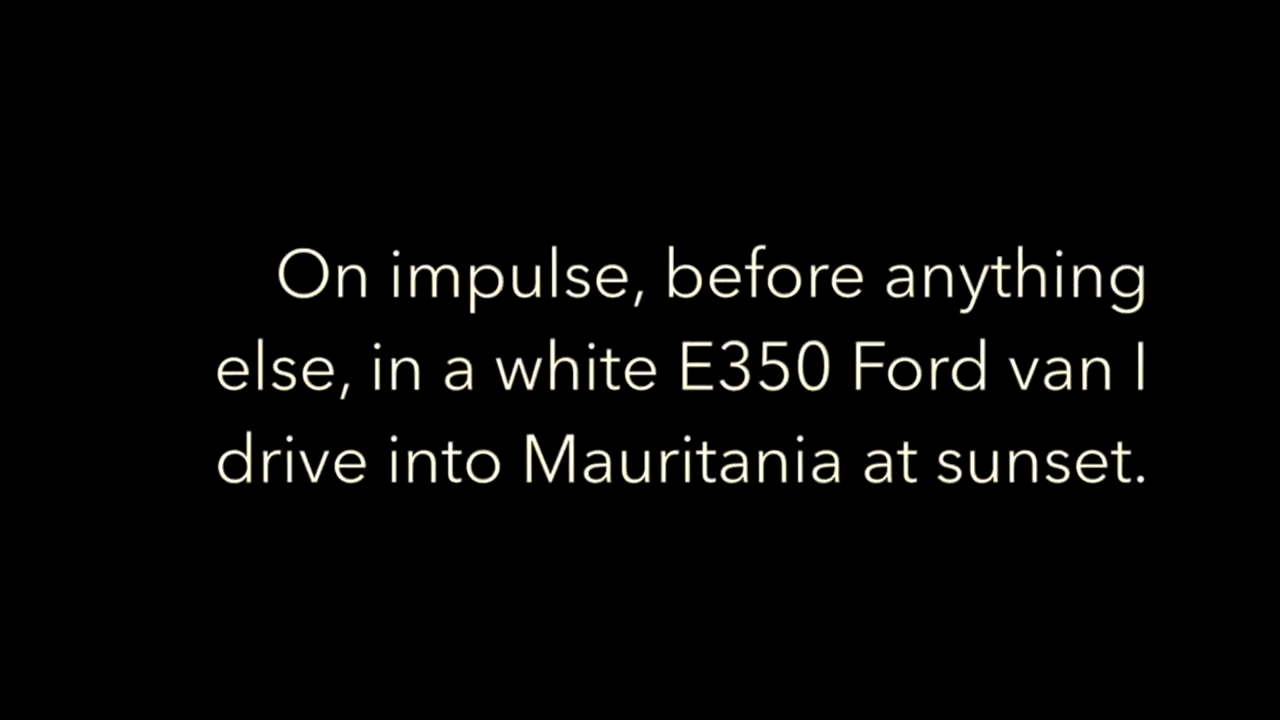 On impulse, before anything
else, in a white E350 Ford van I
drive into Mauritania at sunset.